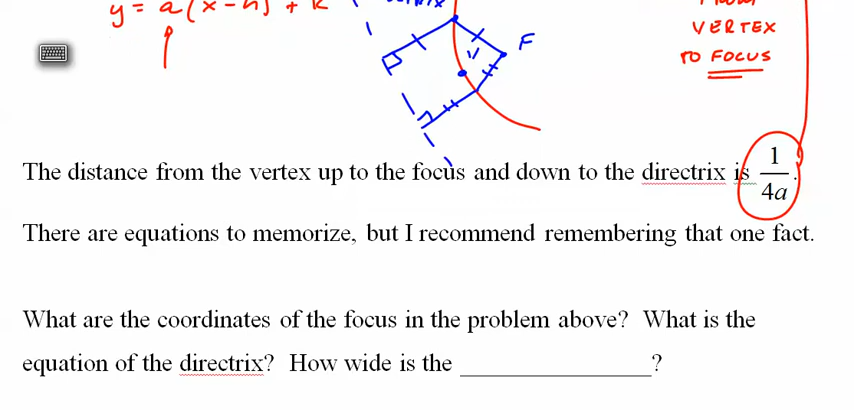 y = a(x-h) + k
VERTEX
TO FOCUS
F
V
The distance from the vertex up to the focus and down to the directrix is 1/4a.
There are equations to memorize, but I recommend remembering that one fact.
What are the coordinates of the focus in the problem above? What is the
equation of the directrix? How wide is the ____________________?